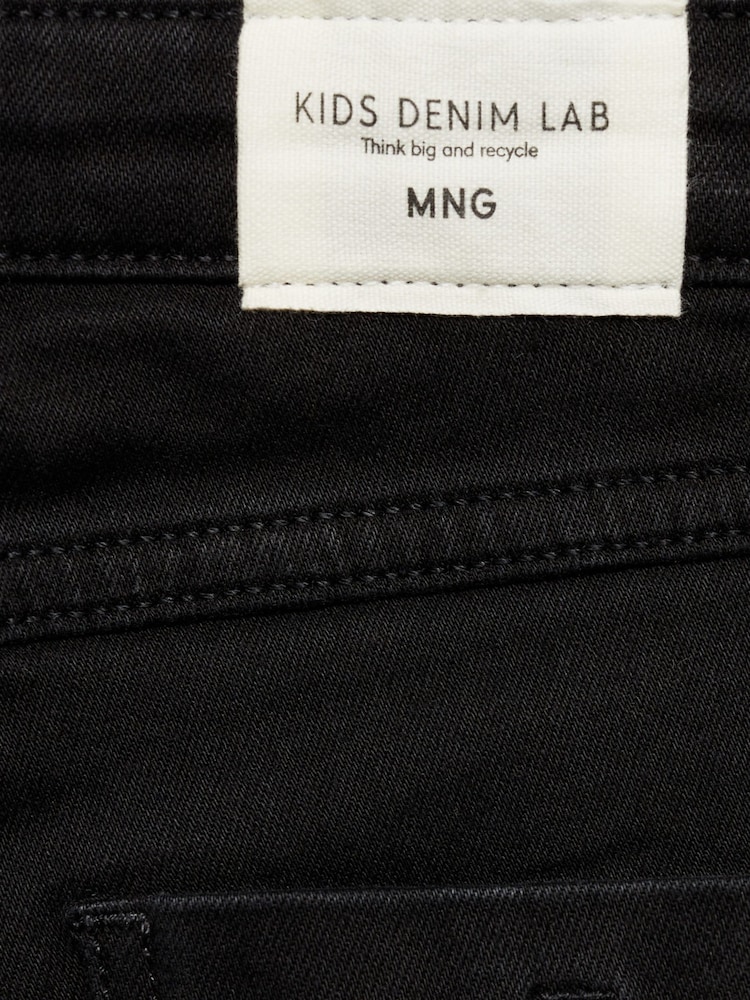 KIDS DENIM LAB
Think big and recycle
MNG